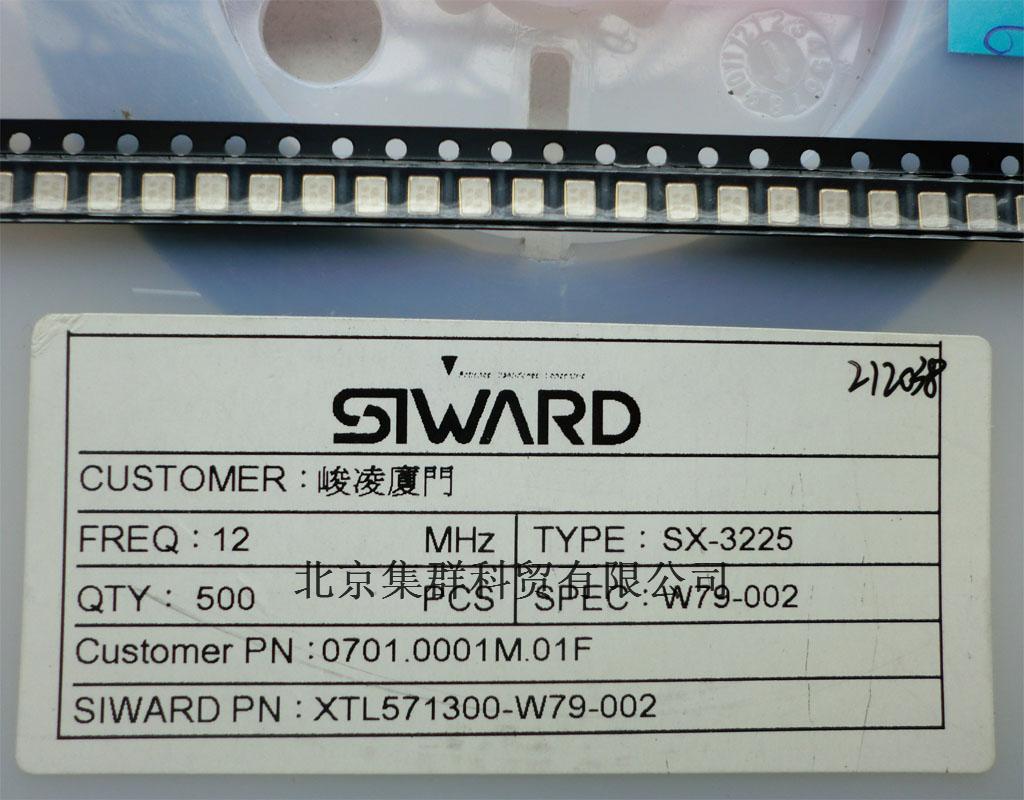 SIWARD
212038
CUSTOMER：峻凌廈門
FREQ：12 MHz TYPE：SX-3225
北京集群科贸有限公司
QTY： 500 PCS SPEC：W79-002
Customer PN：0701.0001M.01F
SIWARD PN：XTL571300-W79-002